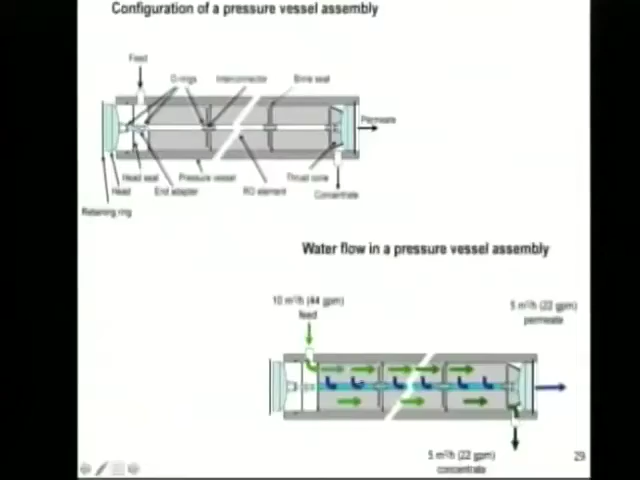 Configuration of a pressure vessel assembly
Feed
O-rings
Interconnector
Brine seal
Permeate
Head seal
Pressure vessel
Thrust cone
Head
End adapter
RO element
Concentrate
Retaining ring
Water flow in a pressure vessel assembly
10 m³/h (44 gpm)
feed
5 m³/h (22 gpm)
permeate
5 m³/h (22 gpm)
concentrate
29